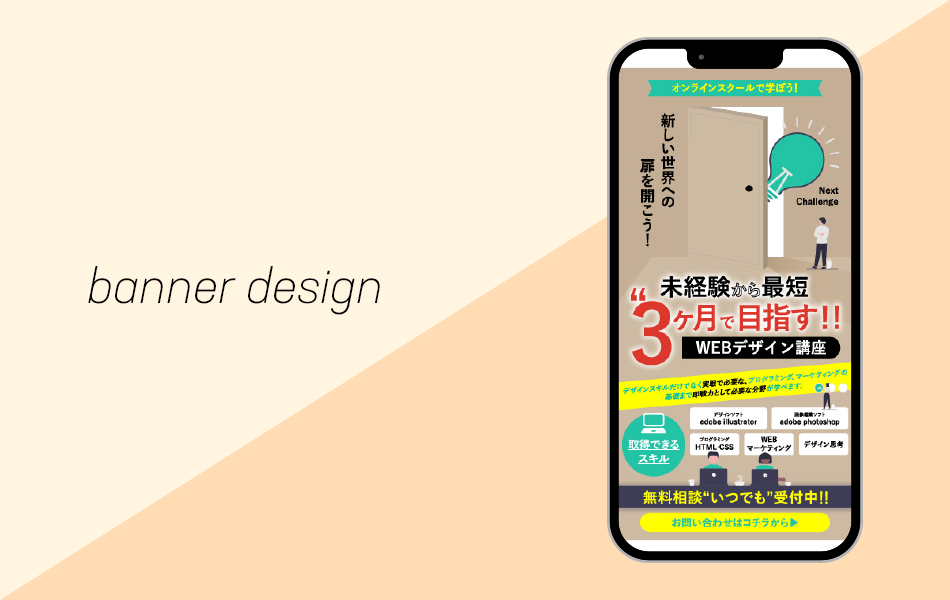 banner design
オンラインスクールで学ぼう!
新しい世界への
扉を開こう!
Next
Challenge
未経験から最短
“3ヶ月で目指す!!
WEBデザイン講座
デザインスキルだけでなく実務で必要な、プログラミング、マーケティングの
基礎まで即戦力として必要な分野が学べます。
取得できる
スキル
デザインソフト
adobe illustrator
画像編集ソフト
adobe photoshop
プログラミング
HTML·CSS
WEB
マーケティング
デザイン思考
無料相談“いつでも”受付中!!
お問い合わせはコチラから▶